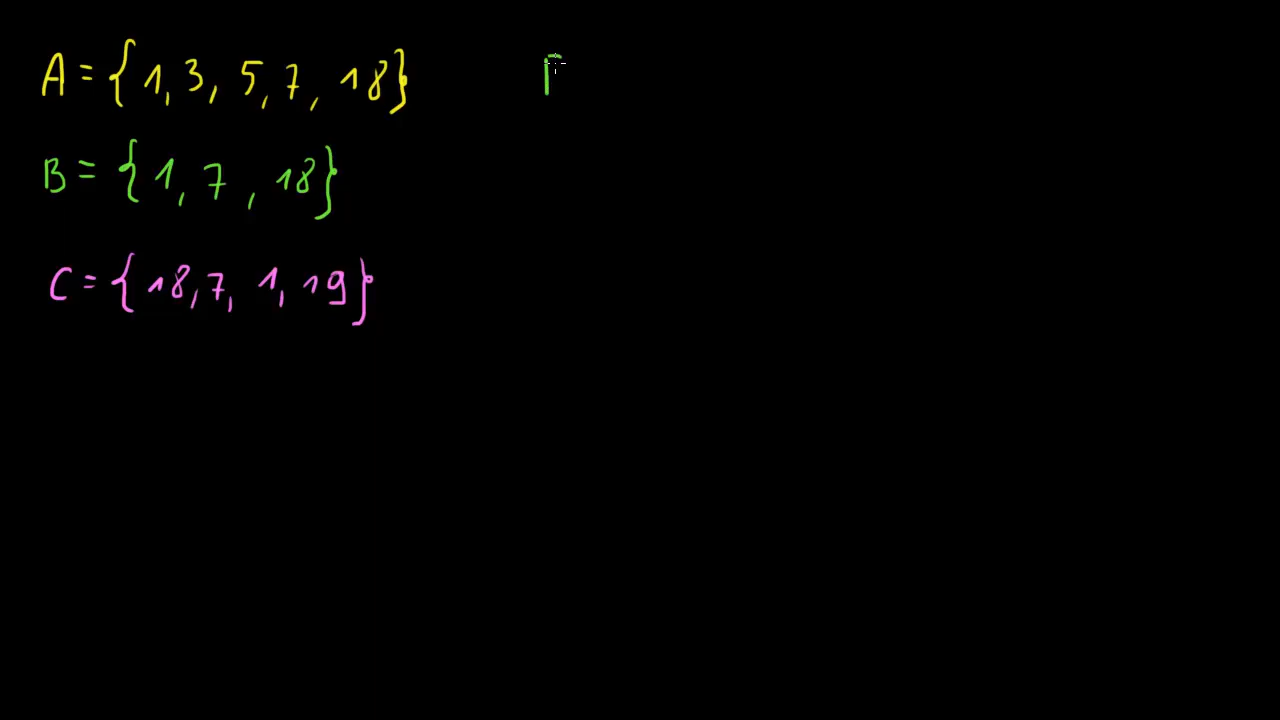 A = { 1, 3, 5, 7, 18}
B = { 1, 7, 18}
C = { 18, 7, 1, 19}